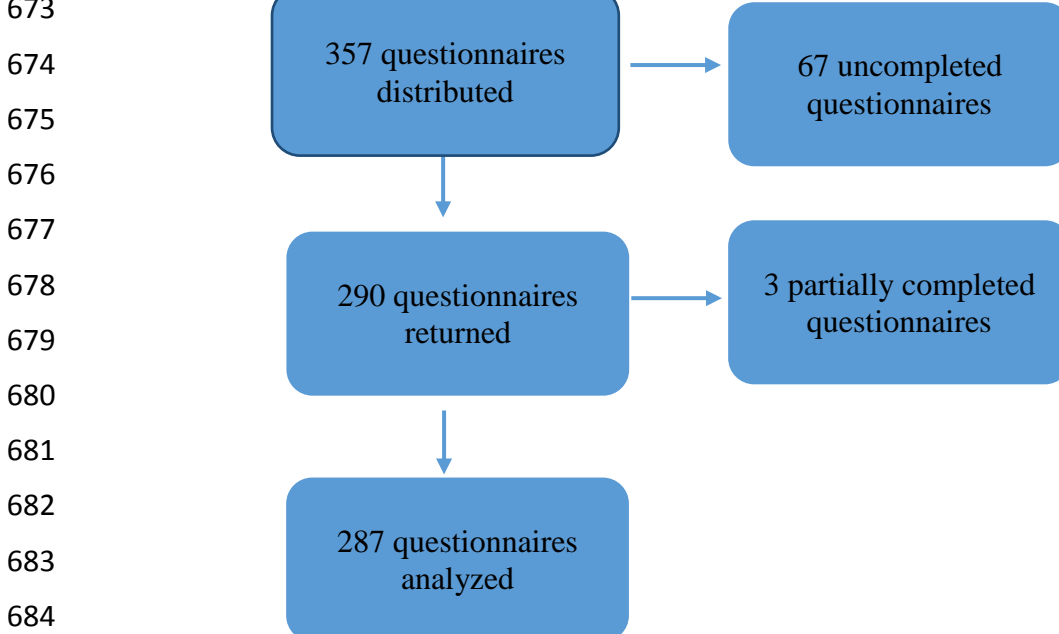 673
674
675
676
677
678
679
680
681
682
683
684
357 questionnaires
distributed
67 uncompleted
questionnaires
290 questionnaires
returned
3 partially completed
questionnaires
287 questionnaires
analyzed